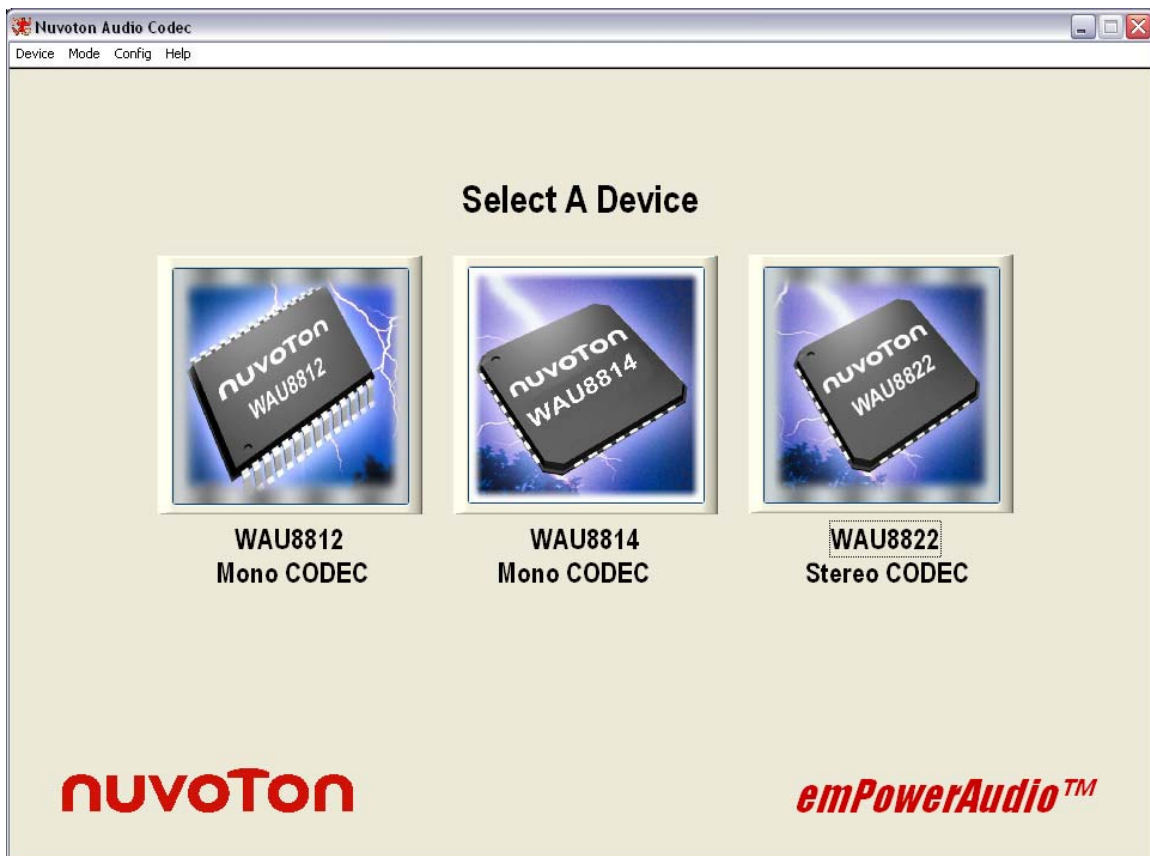 Nuvoton Audio Codec
Device Mode Config Help
Select A Device
nuvoton
WAU8812
nuvoton
WAU8814
nuvoton
WAU8822
WAU8812
Mono CODEC
WAU8814
Mono CODEC
WAU8822
Stereo CODEC
nuvoton
emPowerAudio™